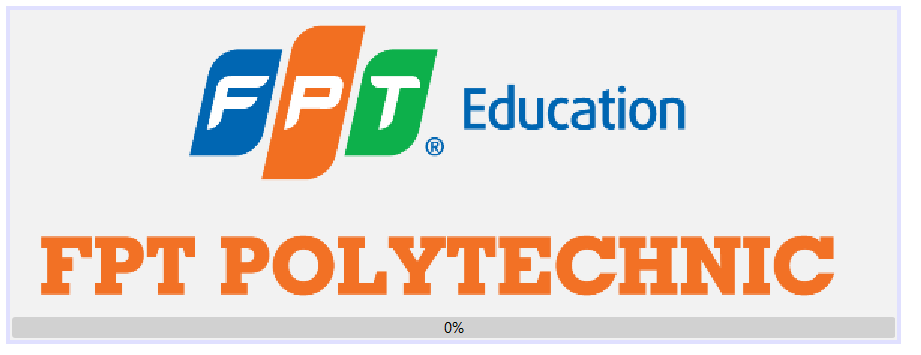 FPT® Education
FPT POLYTECHNIC
0%